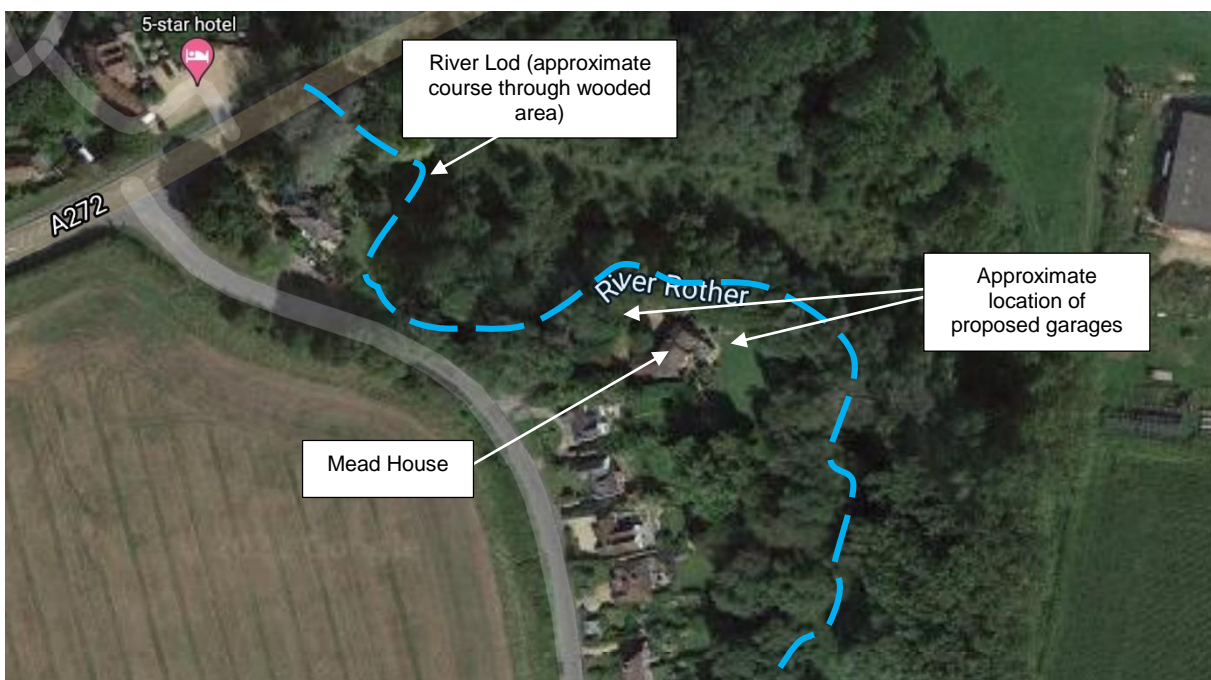 5-star hotel
River Lod (approximate
course through wooded
area)
A272
River Rother
Approximate
location of
proposed garages
Mead House